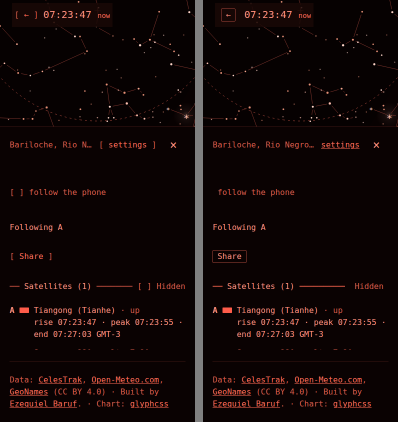 [ ← ] 07:23:47 now
Bariloche, Rio N… [ settings ] ×
[ ] follow the phone
Following A
[ Share ]
Satellites (1) [ ] Hidden
A Tiangong (Tianhe) · up
rise 07:23:47 · peak 07:23:55 ·
end 07:27:03 GMT-3
Data: CelesTrak, Open-Meteo.com,
GeoNames (CC BY 4.0) · Built by
Ezequiel Baruf. · Chart: glyphcss
← 07:23:47 now
Bariloche, Rio Negro… settings ×
follow the phone
Following A
Share
Satellites (1) Hidden
A Tiangong (Tianhe) · up
rise 07:23:47 · peak 07:23:55 ·
end 07:27:03 GMT-3
Data: CelesTrak, Open-Meteo.com,
GeoNames (CC BY 4.0) · Built by
Ezequiel Baruf. · Chart: glyphcss